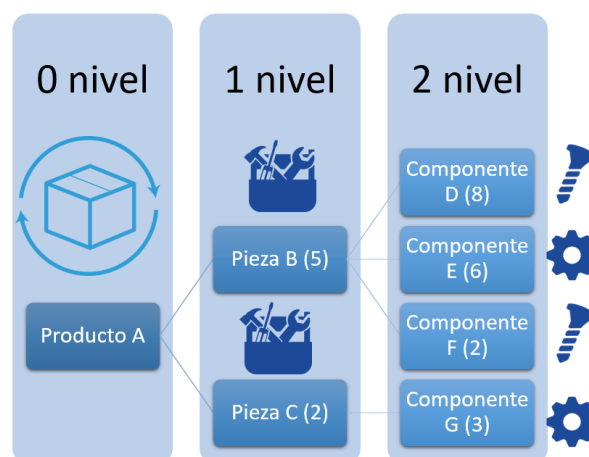 0 nivel
1 nivel
2 nivel
Producto A
Pieza B (5)
Pieza C (2)
Componente
D (8)
Componente
E (6)
Componente
F (2)
Componente
G (3)